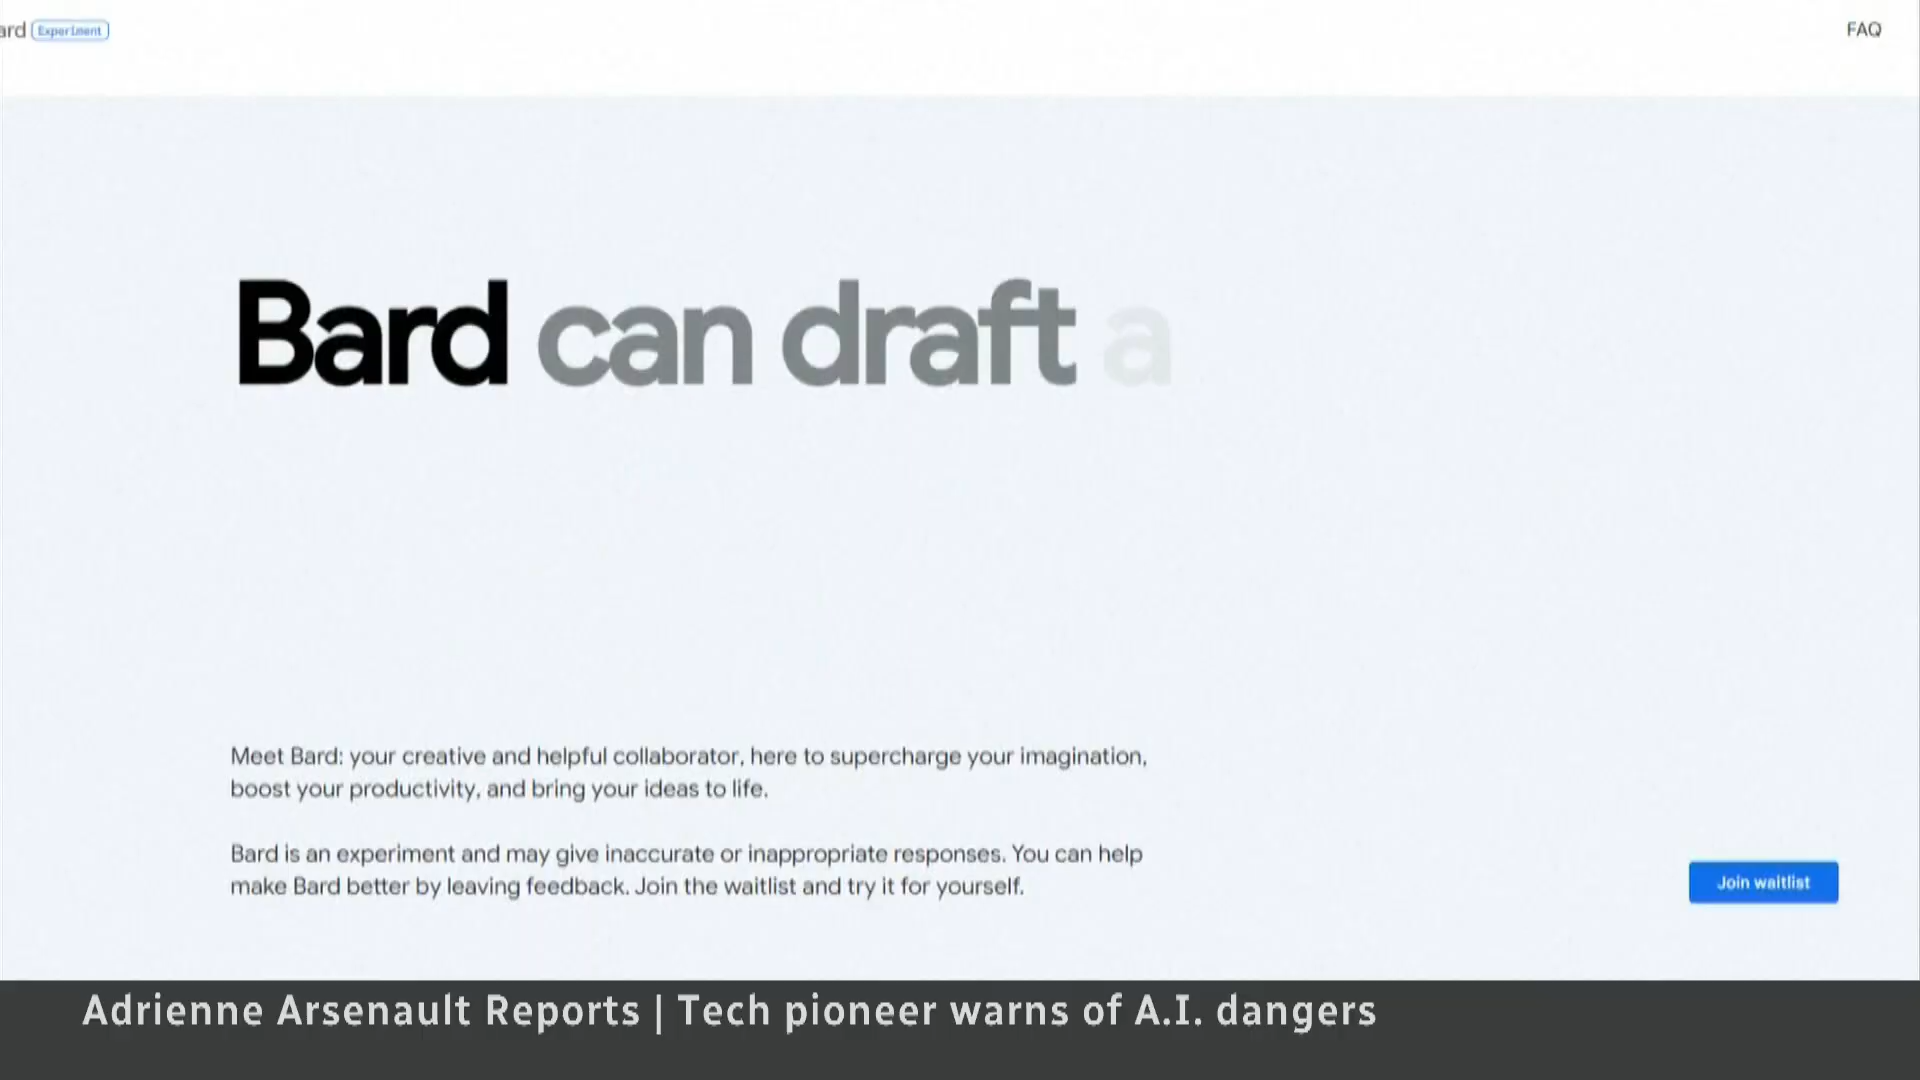 ard Experiment
FAQ
Bard can draft a
Meet Bard: your creative and helpful collaborator, here to supercharge your imagination,
boost your productivity, and bring your ideas to life.
Bard is an experiment and may give inaccurate or inappropriate responses. You can help
make Bard better by leaving feedback. Join the waitlist and try it for yourself.
Join waitlist
Adrienne Arsenault Reports | Tech pioneer warns of A.I. dangers